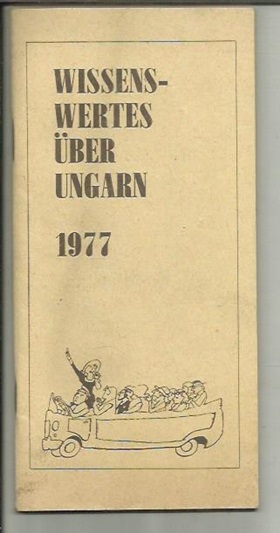 WISSENS-
WERTES
ÜBER
UNGARN
1977